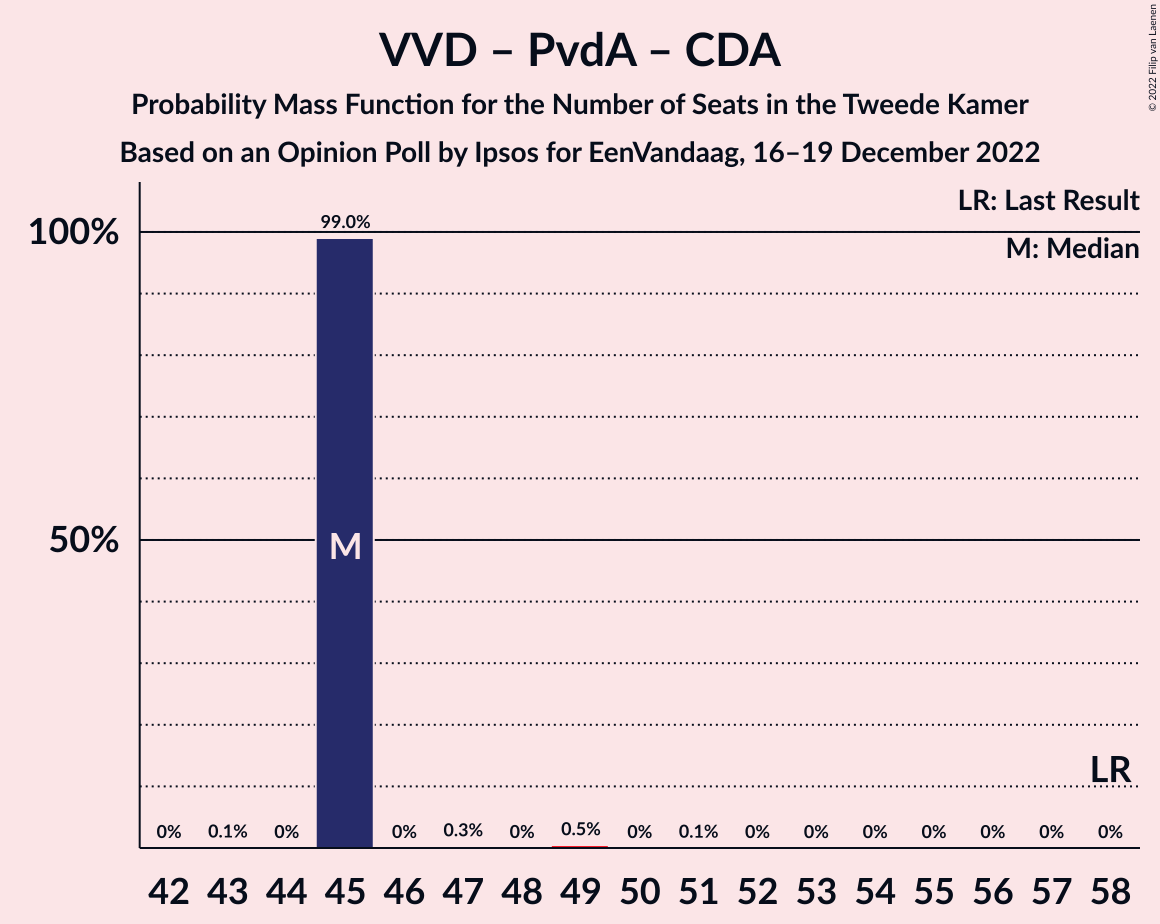 VVD – PvdA – CDA
Probability Mass Function for the Number of Seats in the Tweede Kamer
Based on an Opinion Poll by Ipsos for EenVandaag, 16–19 December 2022
© 2022 Filip van Laenen
LR: Last Result
M: Median
100%
50%
99.0%
M
LR
0% 0.1% 0% 0% 0.3% 0% 0.5% 0% 0.1% 0% 0% 0% 0% 0% 0% 0%
42 43 44 45 46 47 48 49 50 51 52 53 54 55 56 57 58